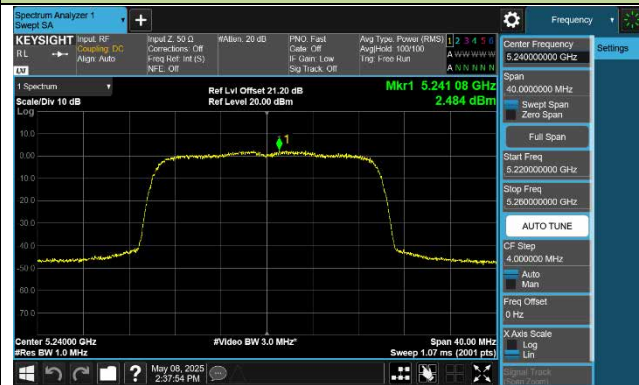 Spectrum Analyzer 1
Swept SA
Frequency
KEYSIGHT
RL
LXI
Input: RF
Coupling: DC
Align: Auto
Input Z: 50 Ω
Corrections: Off
Freq Ref: Int (S)
NFE: Off
#Atten: 20 dB
PNO: Fast
Gate: Off
IF Gain: Low
Sig Track: Off
Avg Type: Power (RMS)
Avg|Hold: 100/100
Trig: Free Run
1 2 3 4 5 6
A W W W W W
A N N N N N
1 Spectrum
Scale/Div 10 dB
Log
Ref Lvl Offset 21.20 dB
Ref Level 20.00 dBm
Mkr1 5.241 08 GHz
2.484 dBm
1
10.0
0.00
-10.0
-20.0
-30.0
-40.0
-50.0
-60.0
-70.0
Center 5.24000 GHz
#Res BW 1.0 MHz
#Video BW 3.0 MHz*
Span 40.00 MHz
Sweep 1.07 ms (2001 pts)
Center Frequency
5.240000000 GHz
Settings
Span
40.0000000 MHz
Swept Span
Zero Span
Full Span
Start Freq
5.220000000 GHz
Stop Freq
5.260000000 GHz
AUTO TUNE
CF Step
4.000000 MHz
Auto
Man
Freq Offset
0 Hz
X Axis Scale
Log
Lin
Signal Track
(Span Zoom)
May 08, 2025
2:37:54 PM